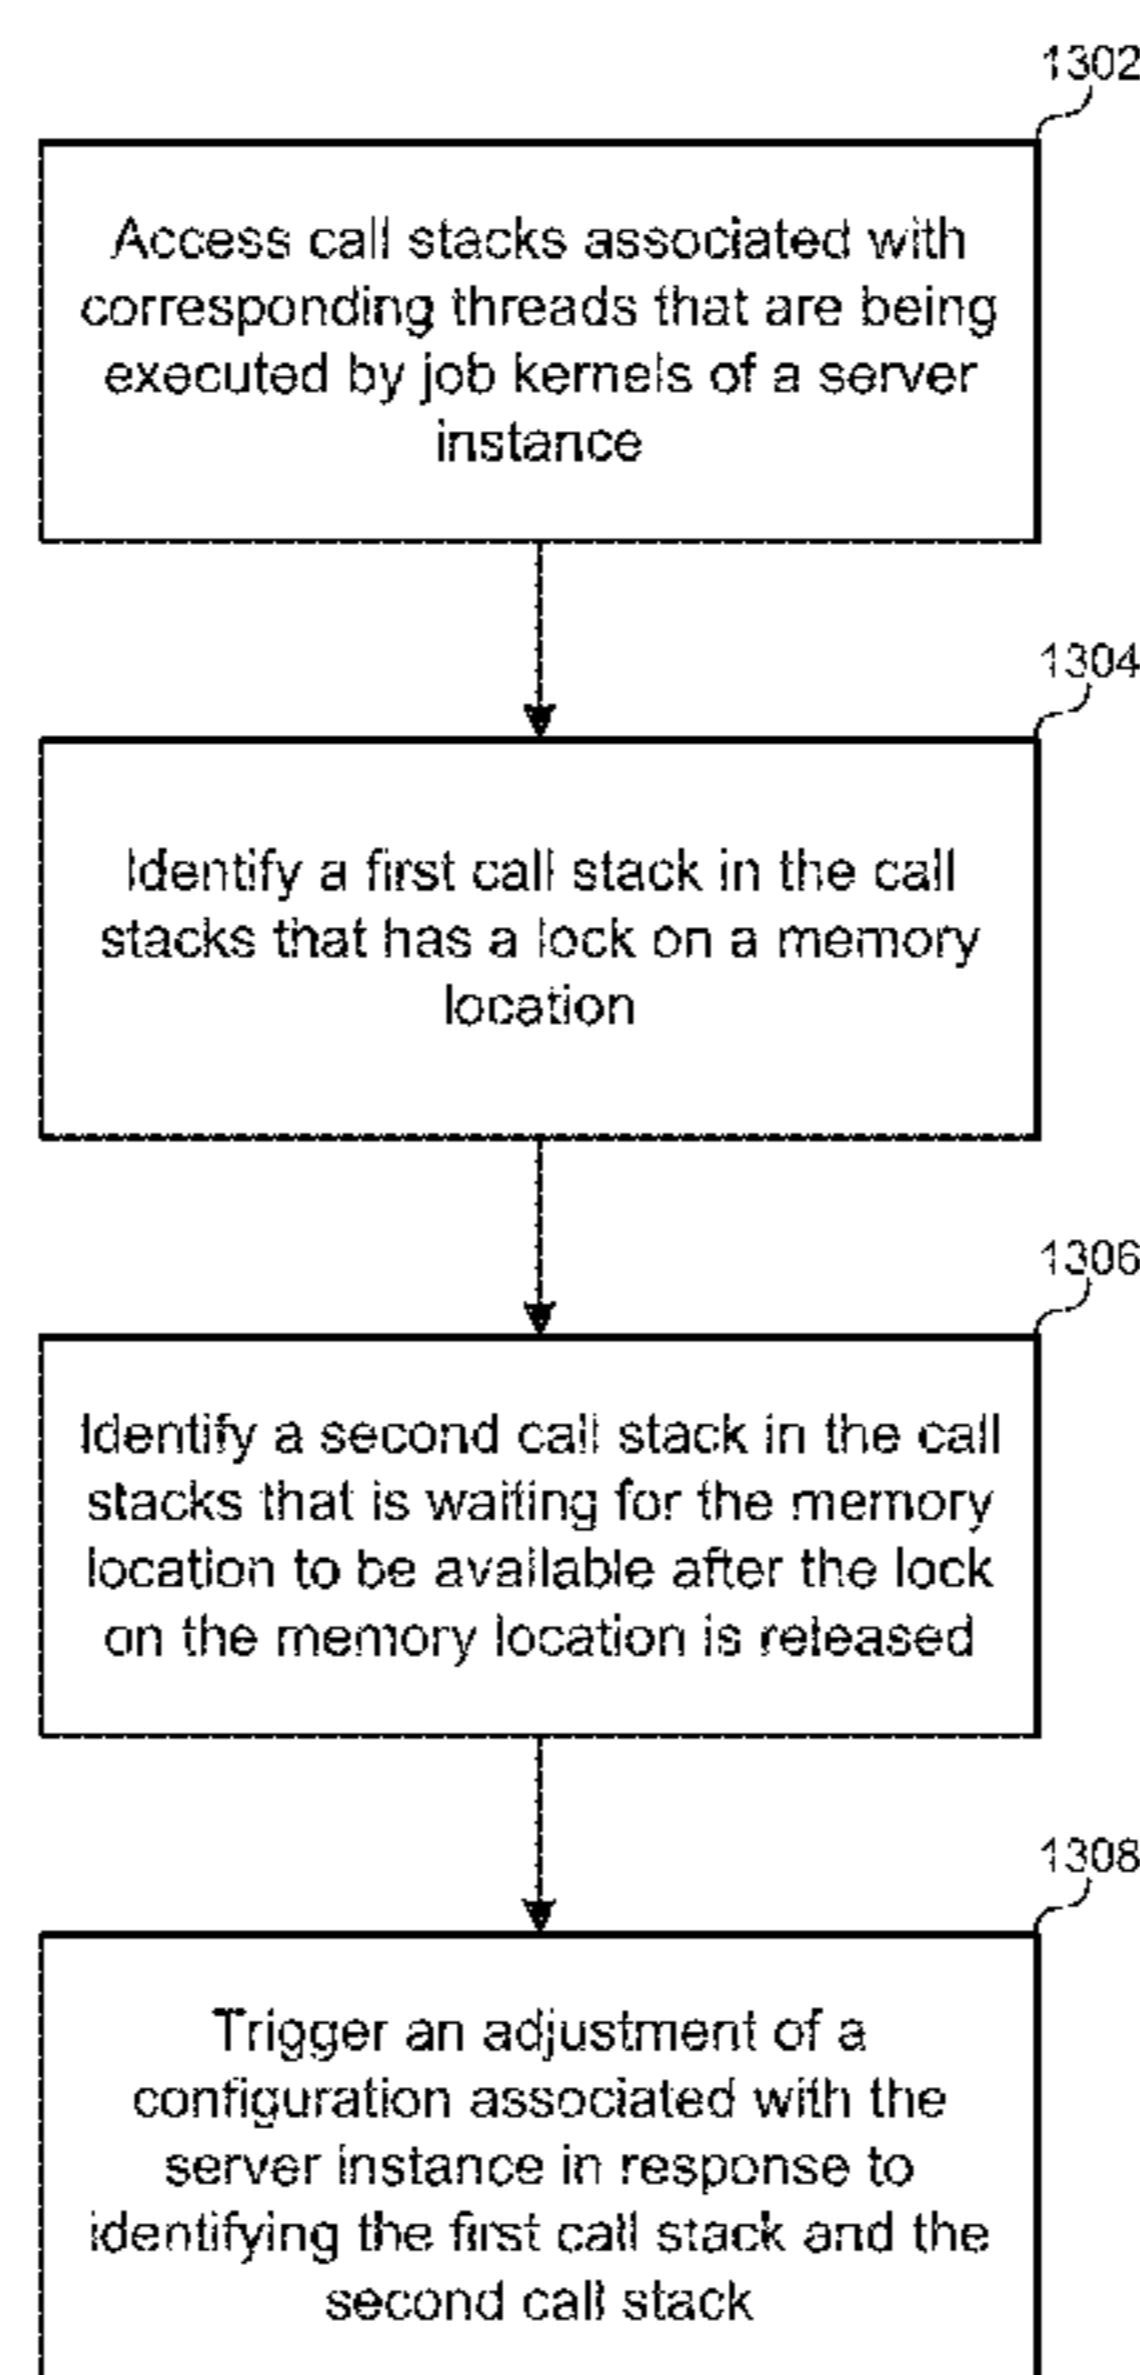 1302
Access call stacks associated with
corresponding threads that are being
executed by job kernels of a server
instance
1304
Identify a first call stack in the call
stacks that has a lock on a memory
location
1306
Identify a second call stack in the call
stacks that is waiting for the memory
location to be available after the lock
on the memory location is released
1308
Trigger an adjustment of a
configuration associated with the
server instance in response to
identifying the first call stack and the
second call stack